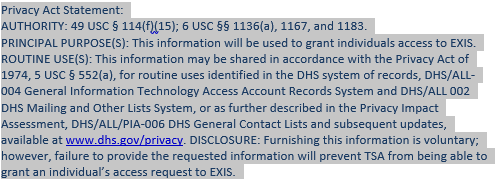 Privacy Act Statement:
AUTHORITY: 49 USC § 114(f)(15); 6 USC §§ 1136(a), 1167, and 1183.
PRINCIPAL PURPOSE(S): This information will be used to grant individuals access to EXIS.
ROUTINE USE(S): This information may be shared in accordance with the Privacy Act of
1974, 5 USC § 552(a), for routine uses identified in the DHS system of records, DHS/ALL-
004 General Information Technology Access Account Records System and DHS/ALL 002
DHS Mailing and Other Lists System, or as further described in the Privacy Impact
Assessment, DHS/ALL/PIA-006 DHS General Contact Lists and subsequent updates,
available at www.dhs.gov/privacy. DISCLOSURE: Furnishing this information is voluntary;
however, failure to provide the requested information will prevent TSA from being able to
grant an individual's access request to EXIS.